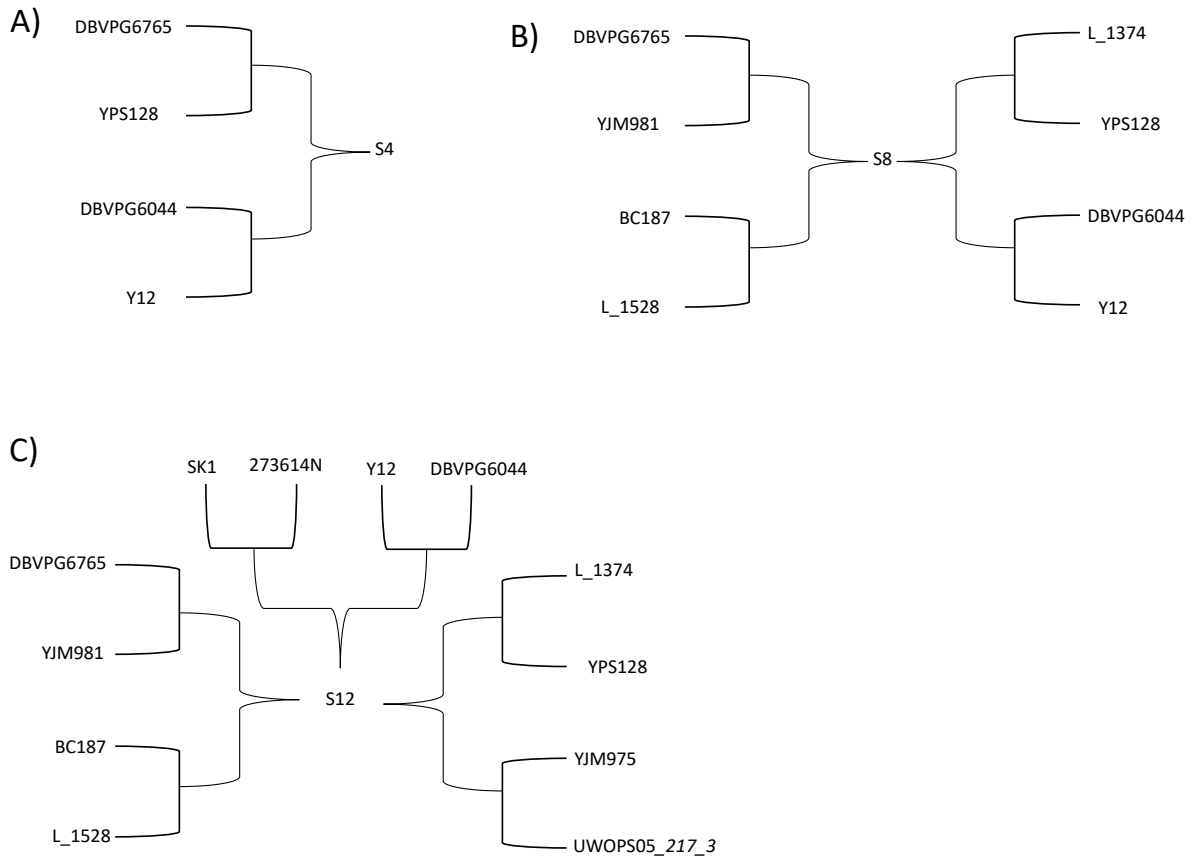 A)
DBVPG6765
YPS128
S4
DBVPG6044
Y12
B)
DBVPG6765
YJM981
S8
BC187
L_1528
L_1374
YPS128
DBVPG6044
Y12
C)
SK1
273614N
Y12
DBVPG6044
DBVPG6765
YJM981
S12
BC187
L_1528
L_1374
YPS128
YJM975
UWOPS05_217_3